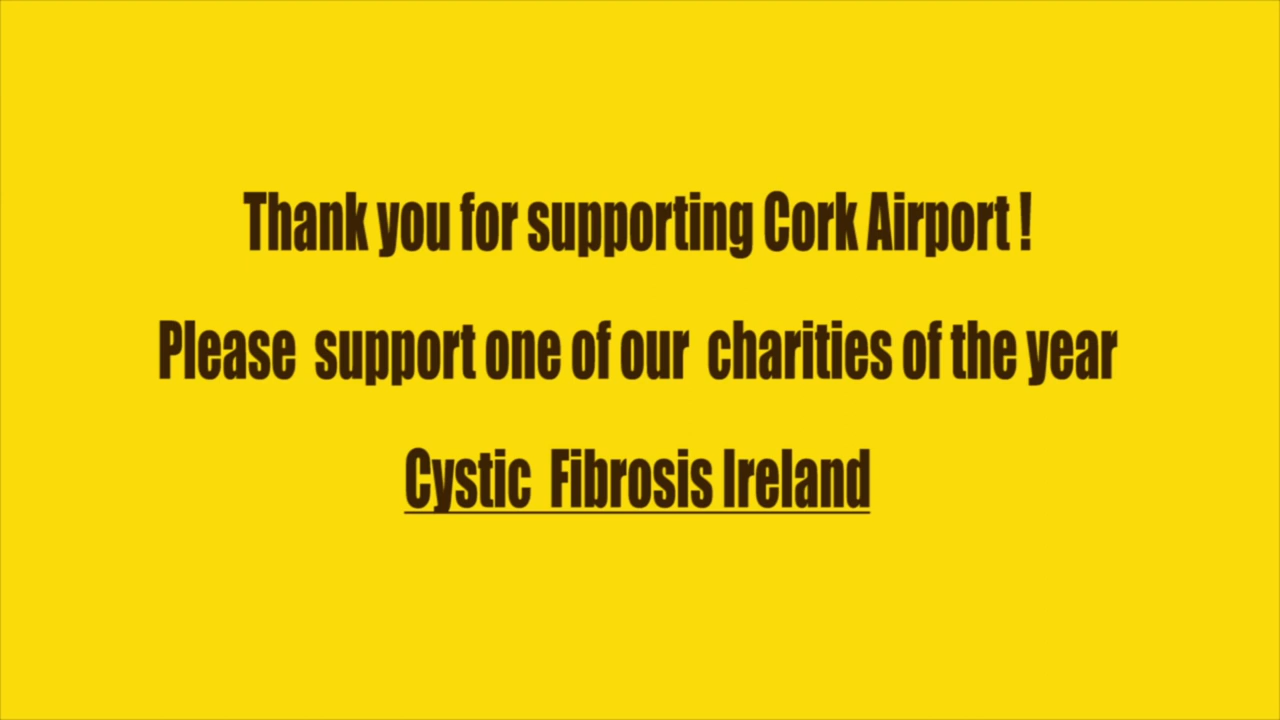 Thank you for supporting Cork Airport !
Please support one of our charities of the year
Cystic Fibrosis Ireland